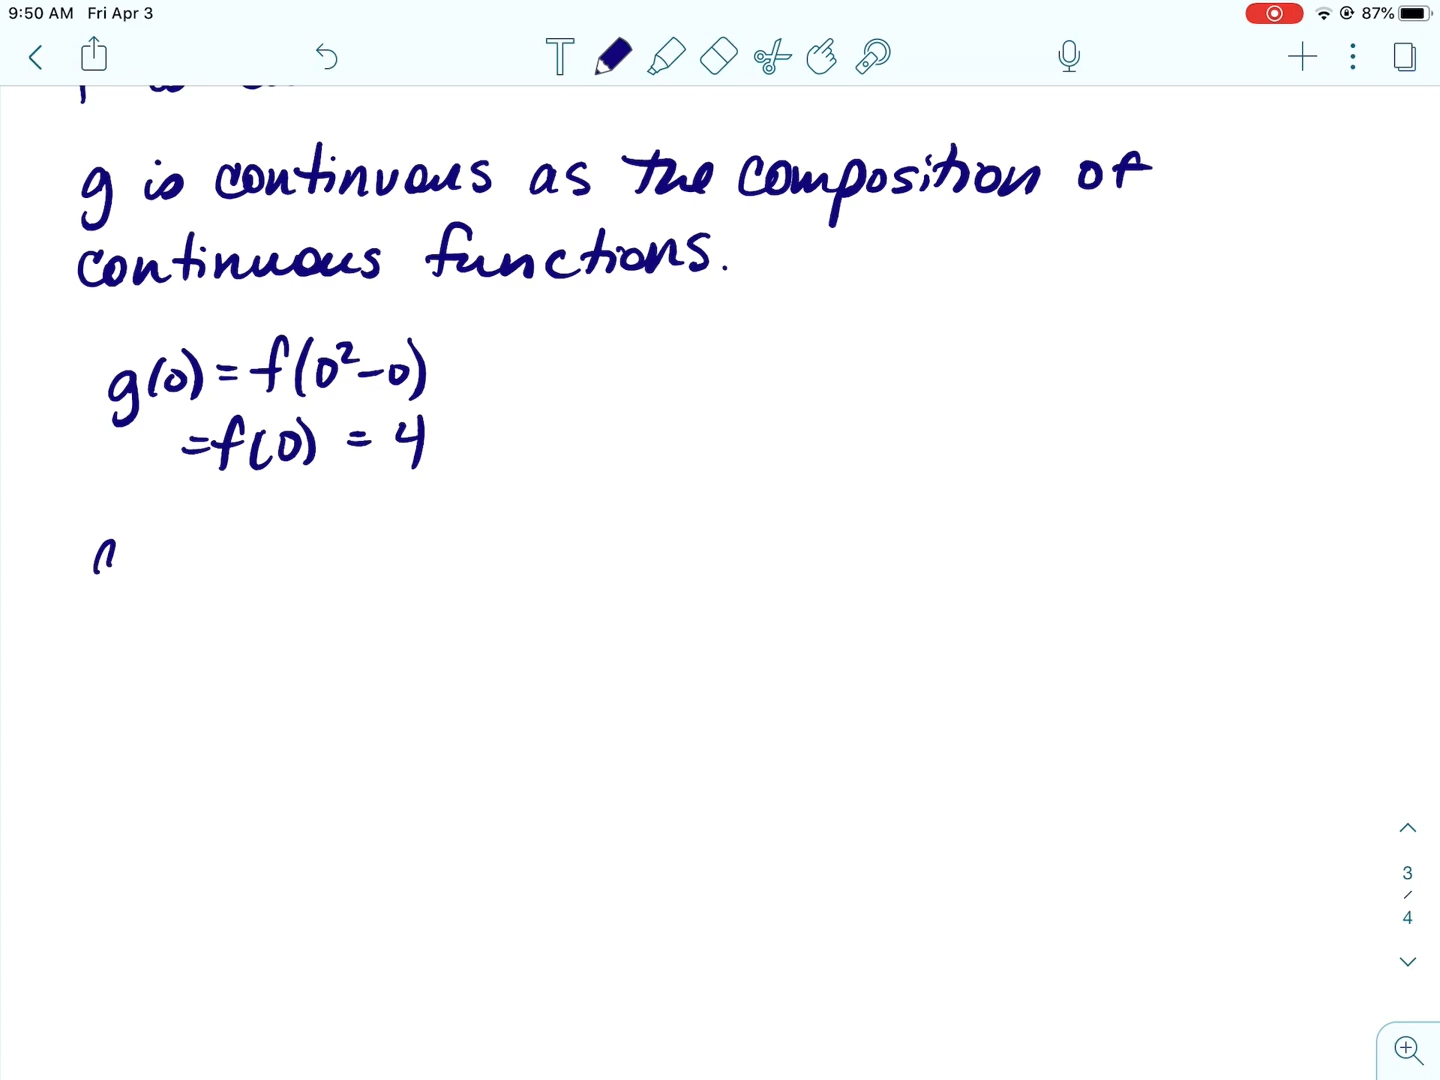 9:50 AM Fri Apr 3
87%
g is continuous as the composition of
continuous functions.
g(0) = f(0²-0)
= f(0) = 4
3
/
4